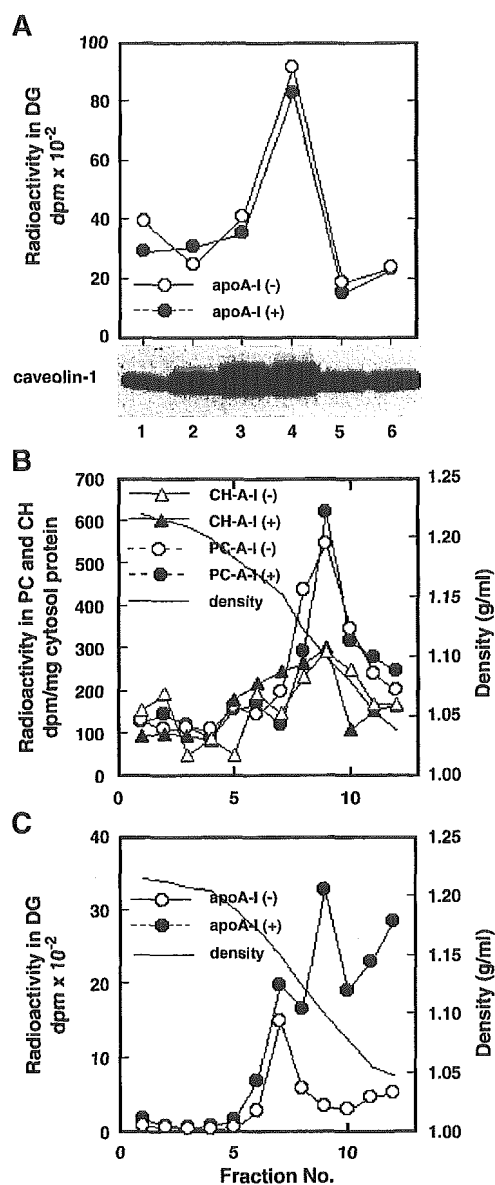 A
100
80
60
40
20
0
Radioactivity in DG
dpm x 10-2
apoA-I (-)
apoA-I (+)
caveolin-1
1 2 3 4 5 6
B
700
600
500
400
300
200
100
0
Radioactivity in PC and CH
dpm/mg cytosol protein
CH-A-I (-)
CH-A-I (+)
PC-A-I (-)
PC-A-I (+)
density
1.25
1.20
1.15
1.10
1.05
1.00
Density (g/ml)
0 5 10
C
40
30
20
10
0
Radioactivity in DG
dpm x 10-2
apoA-I (-)
apoA-I (+)
density
1.25
1.20
1.15
1.10
1.05
1.00
Density (g/ml)
0 5 10
Fraction No.